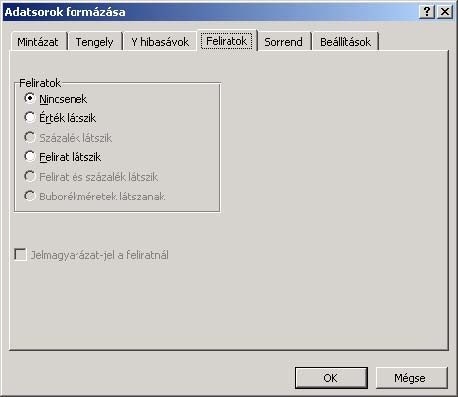 Adatsorok formázása
Mintázat Tengely Y hibasávok Feliratok Sorrend Beállítások
Feliratok
Nincsenek
Érték látszik
Százalék látszik
Felirat látszik
Felirat és százalék látszik
Buborékméretek látszanak
Jelmagyarázat-jel a feliratnál
OK Mégse